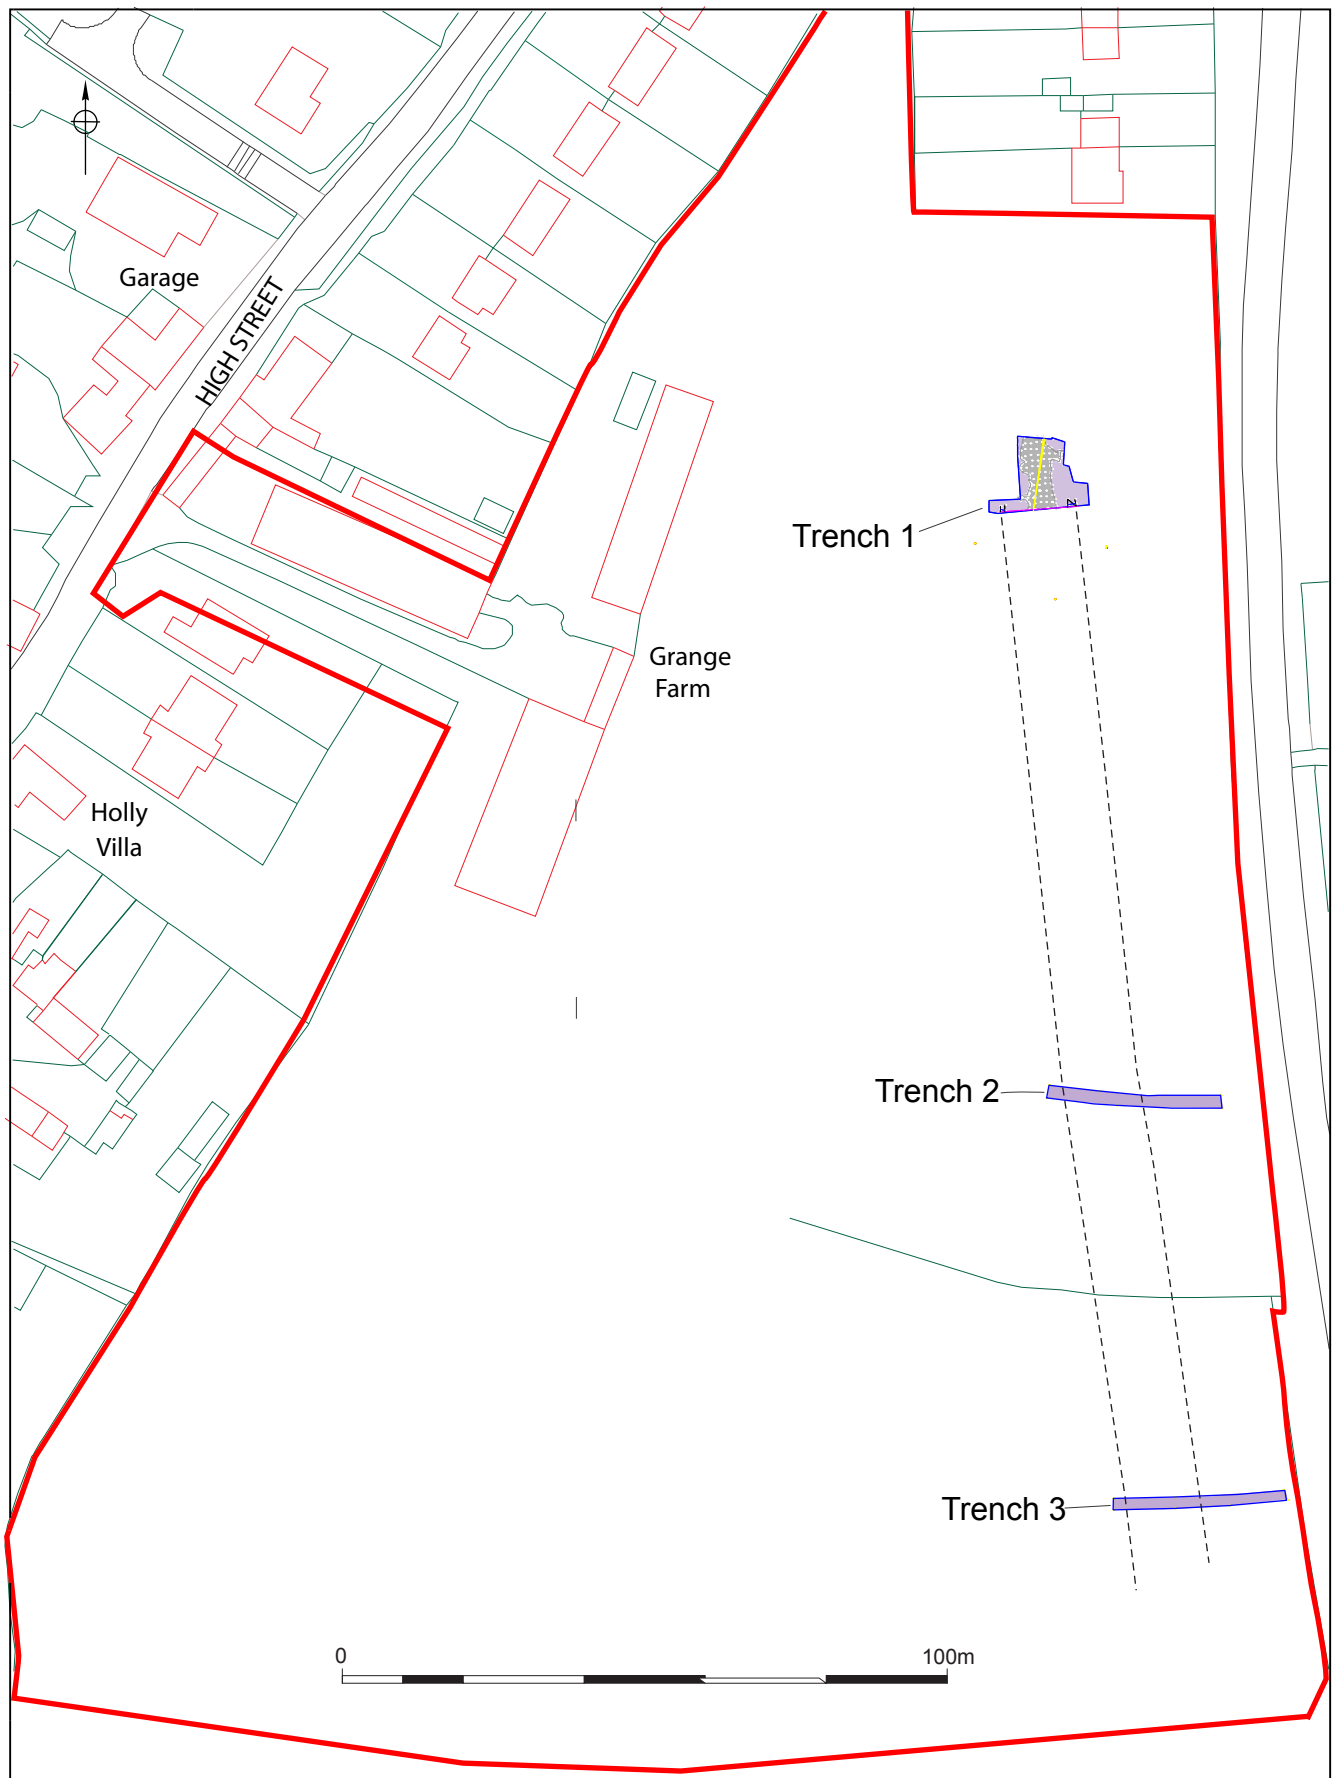 Garage
HIGH STREET
Trench 1
Grange
Farm
Holly
Villa
Trench 2
Trench 3
0
100m